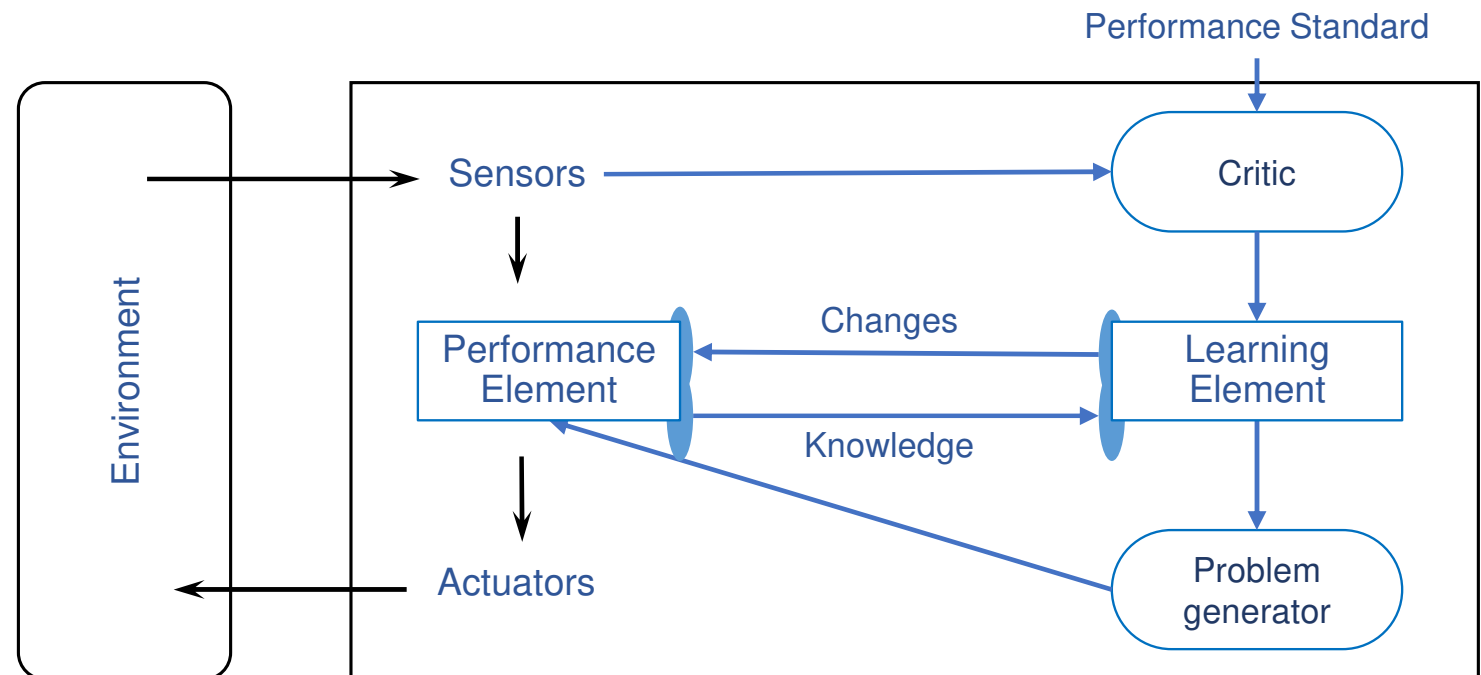 Performance Standard
Sensors
Critic
Environment
Changes
Performance
Element
Learning
Element
Knowledge
Actuators
Problem
generator